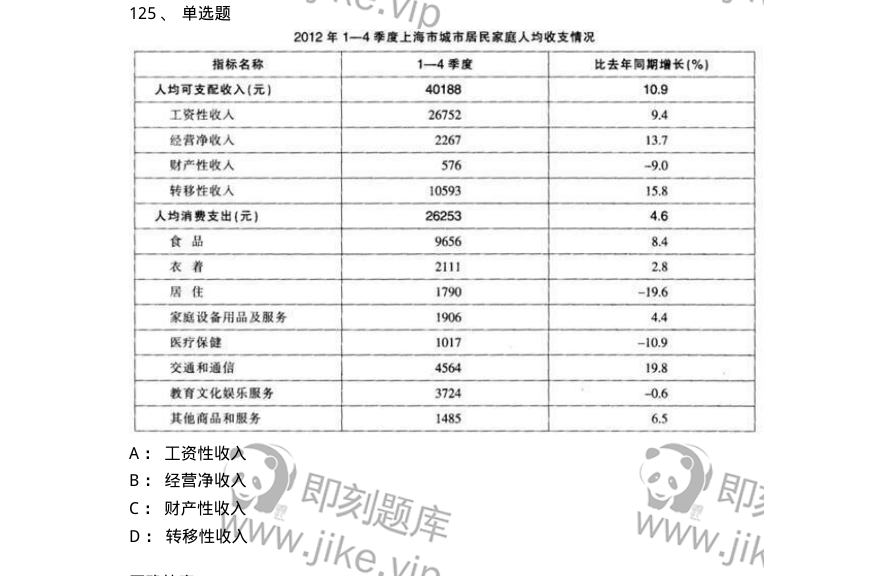 125 、 单选题
2012 年 1—4 季度上海市城市居民家庭人均收支情况
指标名称 1—4 季度 比去年同期增长(%)
人均可支配收入(元) 40188 10.9
工资性收入 26752 9.4
经营净收入 2267 13.7
财产性收入 576 -9.0
转移性收入 10593 15.8
人均消费支出(元) 26253 4.6
食 品 9656 8.4
衣 着 2111 2.8
居 住 1790 -19.6
家庭设备用品及服务 1906 4.4
医疗保健 1017 -10.9
交通和通信 4564 19.8
教育文化娱乐服务 3724 -0.6
其他商品和服务 1485 6.5
A ： 工资性收入
B ： 经营净收入
C ： 财产性收入
D ： 转移性收入
即刻题库
www.jike.vip